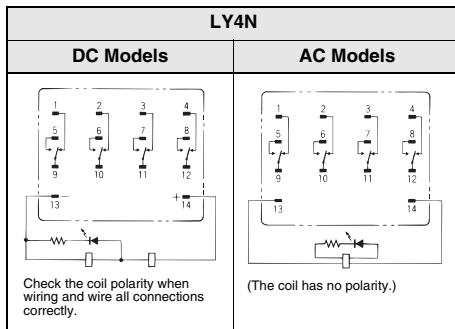 LY4N
DC Models AC Models
1 2 3 4
5 6 7 8
9 10 11 12
13 − + 14
Check the coil polarity when
wiring and wire all connections
correctly.
1 2 3 4
5 6 7 8
9 10 11 12
13 14
(The coil has no polarity.)